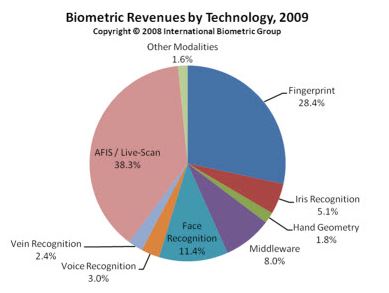 Biometric Revenues by Technology, 2009
Copyright © 2008 International Biometric Group
Other Modalities
1.6%
Fingerprint
28.4%
AFIS / Live-Scan
38.3%
Iris Recognition
5.1%
Hand Geometry
1.8%
Middleware
8.0%
Face
Recognition
11.4%
Voice Recognition
3.0%
Vein Recognition
2.4%